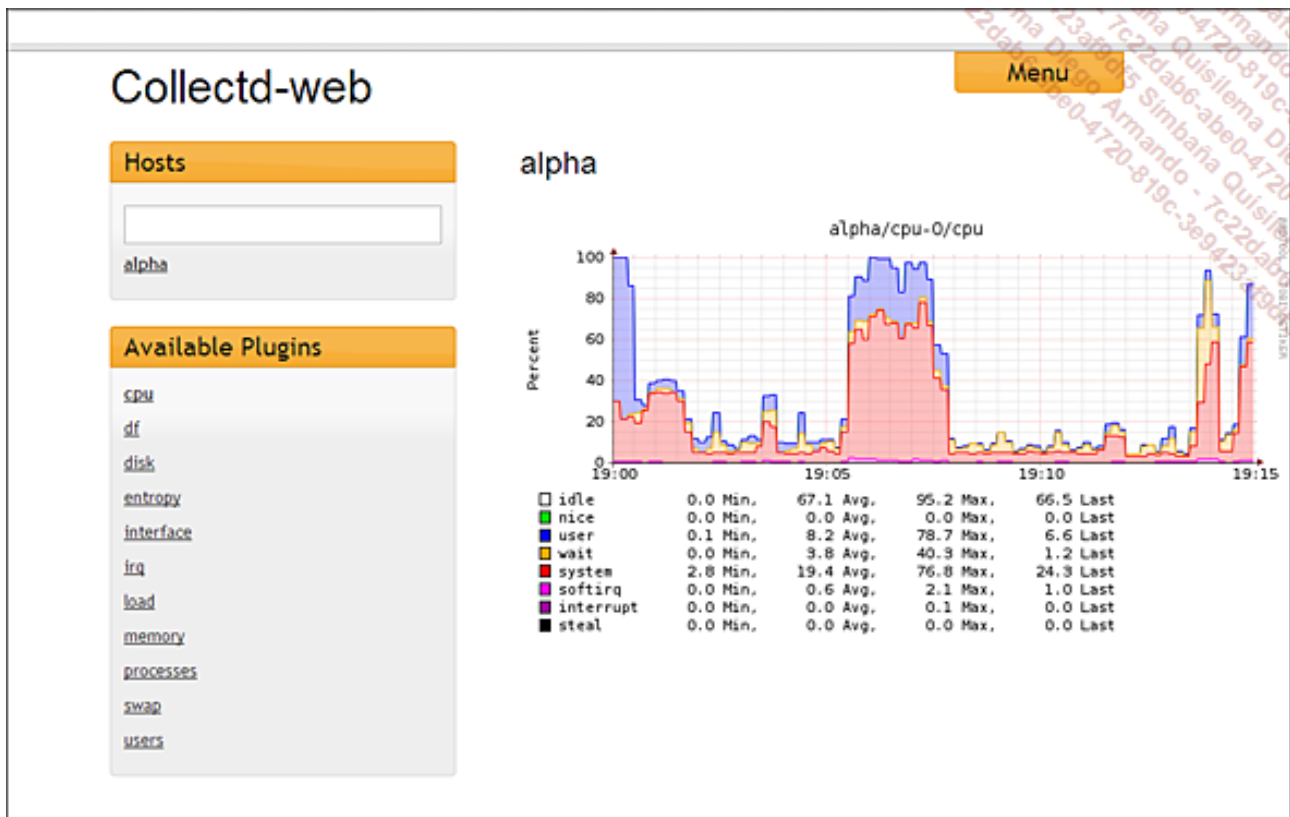 Collectd-web
Menu
Hosts
alpha
Available Plugins
cpu
df
disk
entropy
interface
irq
load
memory
processes
swap
users
alpha
alpha/cpu-0/cpu
Percent
100
80
60
40
20
0
19:00 19:05 19:10 19:15
idle 0.0 Min, 67.1 Avg, 95.2 Max, 66.5 Last
nice 0.0 Min, 0.0 Avg, 0.0 Max, 0.0 Last
user 0.1 Min, 8.2 Avg, 78.7 Max, 6.6 Last
wait 0.0 Min, 3.8 Avg, 40.3 Max, 1.2 Last
system 2.8 Min, 19.4 Avg, 76.8 Max, 24.3 Last
softirq 0.0 Min, 0.6 Avg, 2.1 Max, 1.0 Last
interrupt 0.0 Min, 0.0 Avg, 0.1 Max, 0.0 Last
steal 0.0 Min, 0.0 Avg, 0.0 Max, 0.0 Last